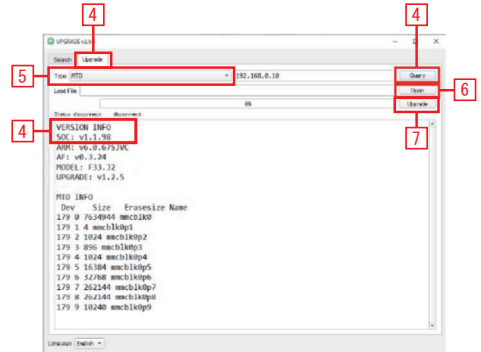 4
4
UPGRADE v2.0
Search Upgrade
5
Type MTD 192.168.0.10 Query
6
Load File Open
0% Upgrade
Status disconnect disconnect
4
7
VERSION INFO
SOC: v1.1.98
ARM: v6.0.67SJVC
AF: v0.3.24
MODEL: F33.J2
UPGRADE: v1.2.5
MTD INFO
Dev Size Erasesize Name
179 0 7634944 mmcblk0
179 1 4 mmcblk0p1
179 2 1024 mmcblk0p2
179 3 896 mmcblk0p3
179 4 1024 mmcblk0p4
179 5 16384 mmcblk0p5
179 6 32768 mmcblk0p6
179 7 262144 mmcblk0p7
179 8 262144 mmcblk0p8
179 9 10240 mmcblk0p9
Language English